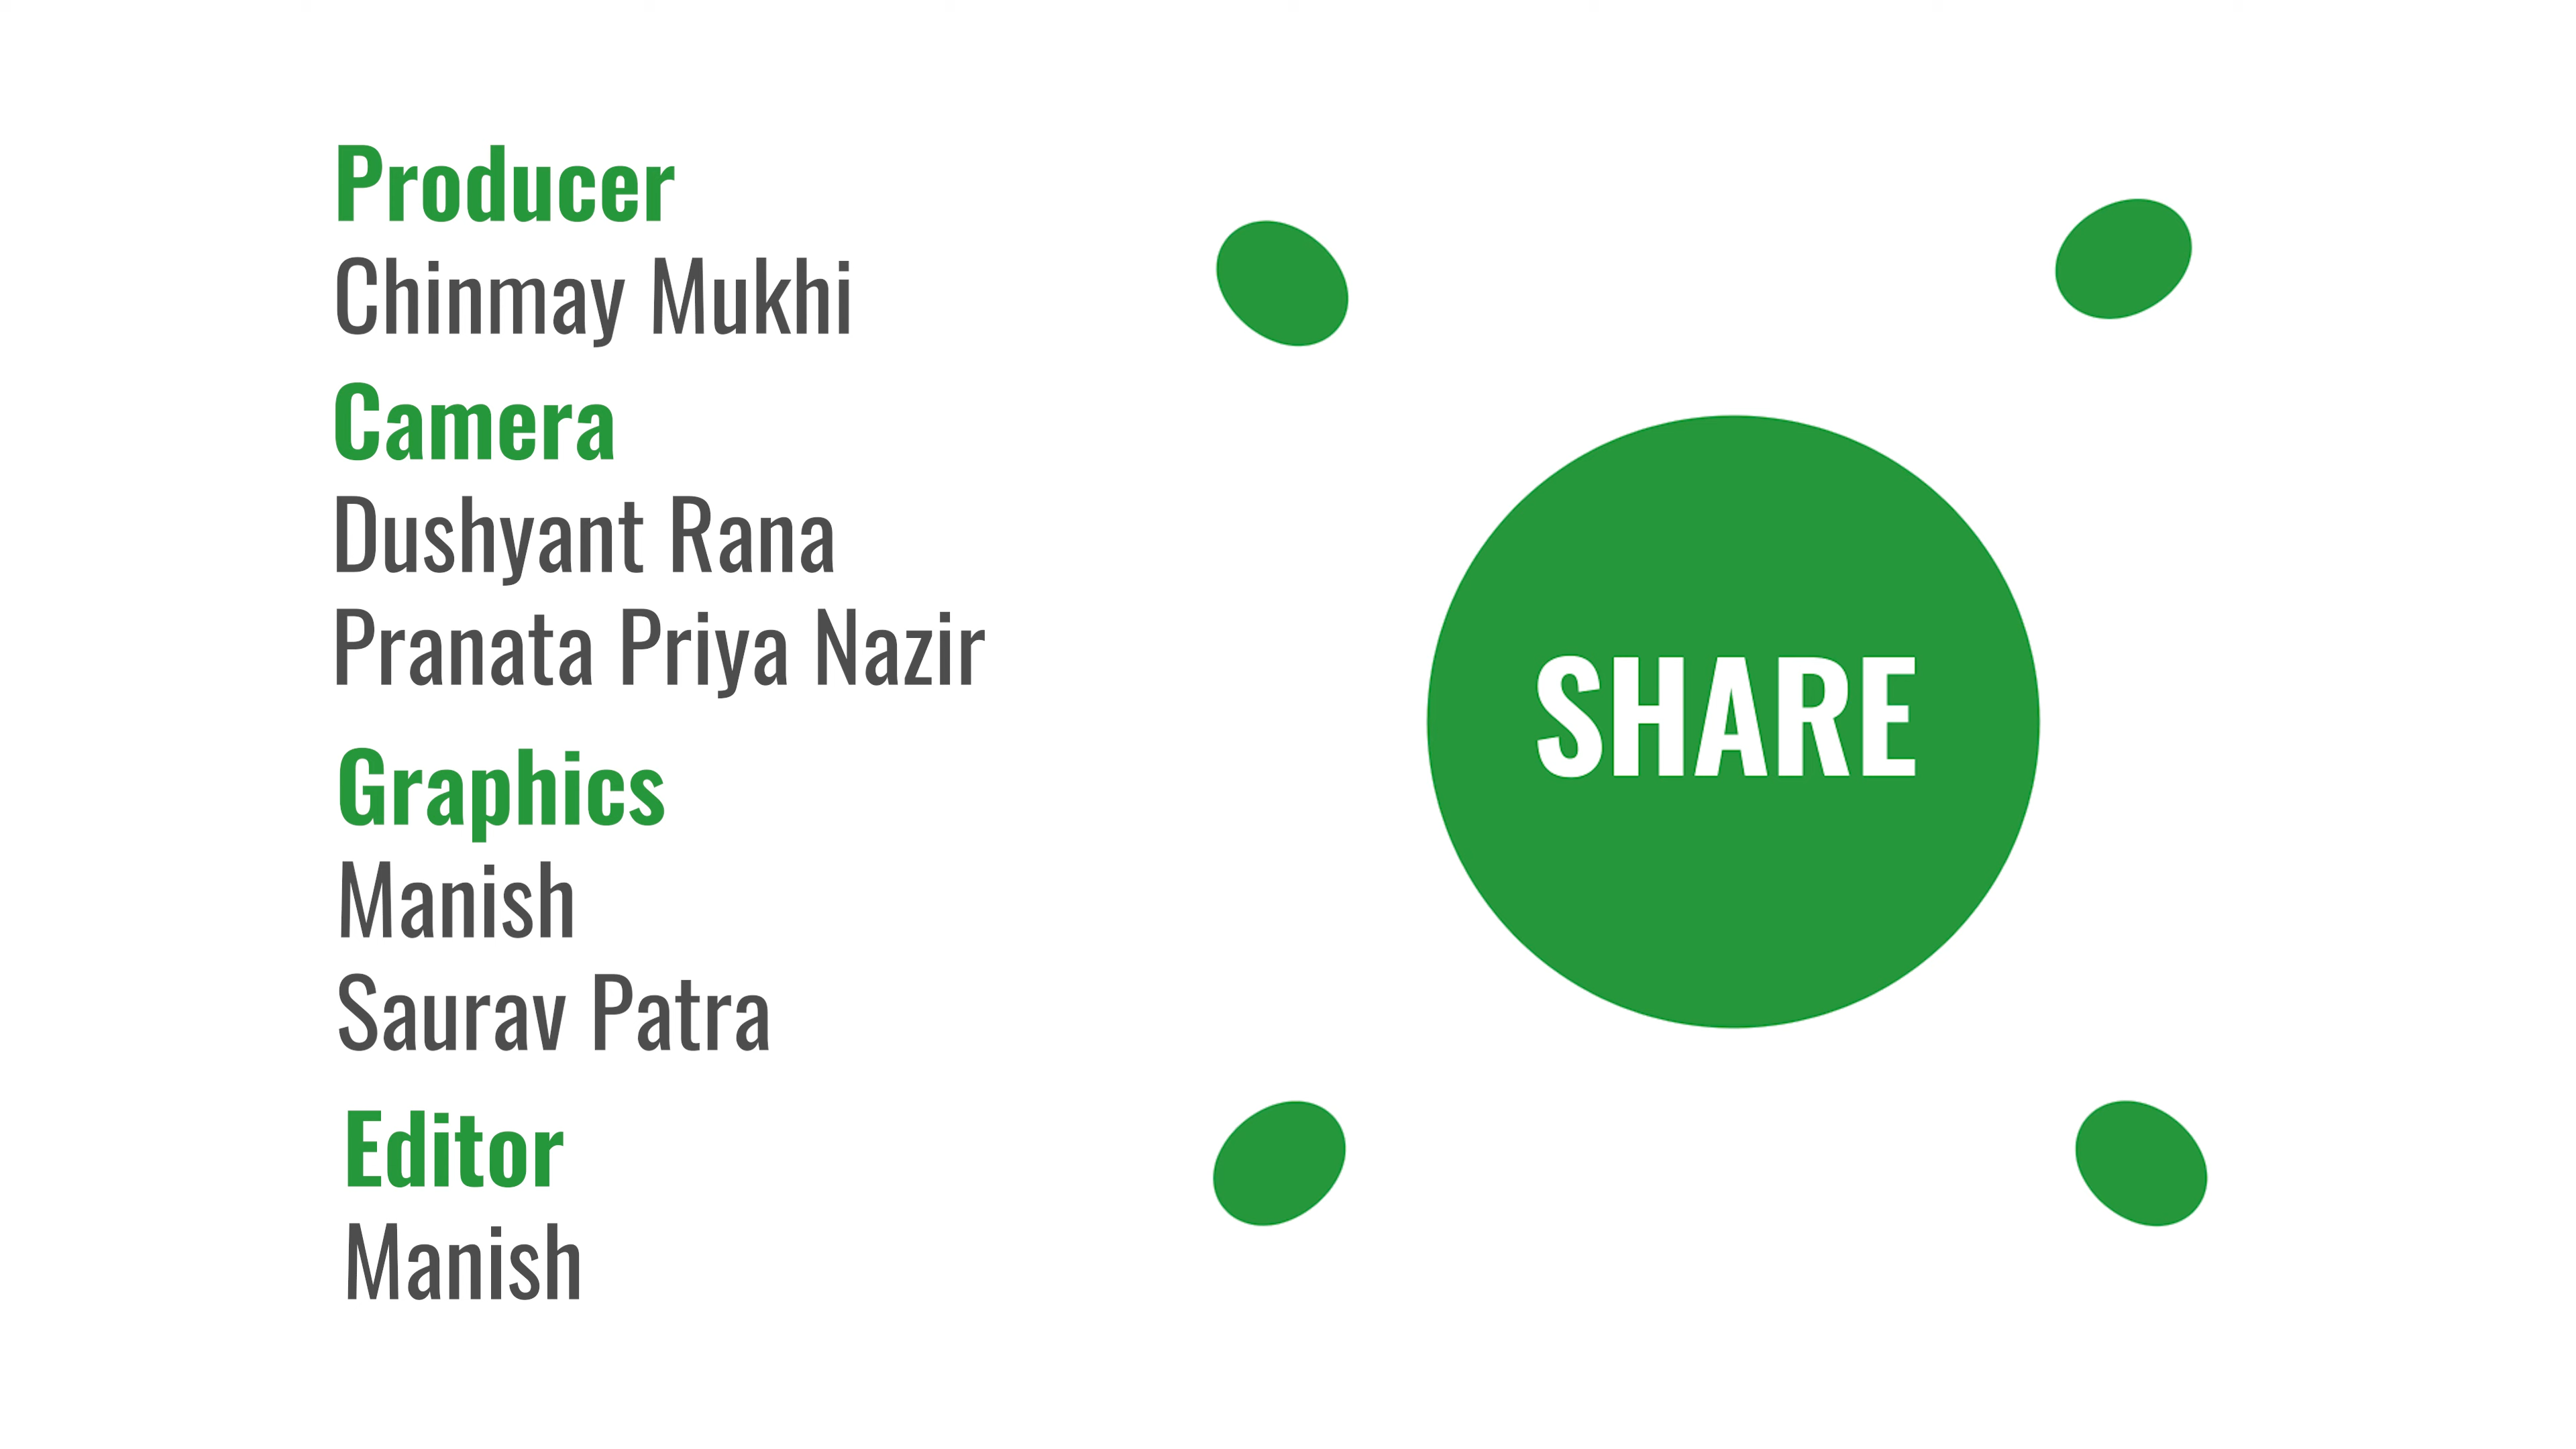 Producer
Chinmay Mukhi
Camera
Dushyant Rana
Pranata Priya Nazir
Graphics
Manish
Saurav Patra
Editor
Manish
SHARE